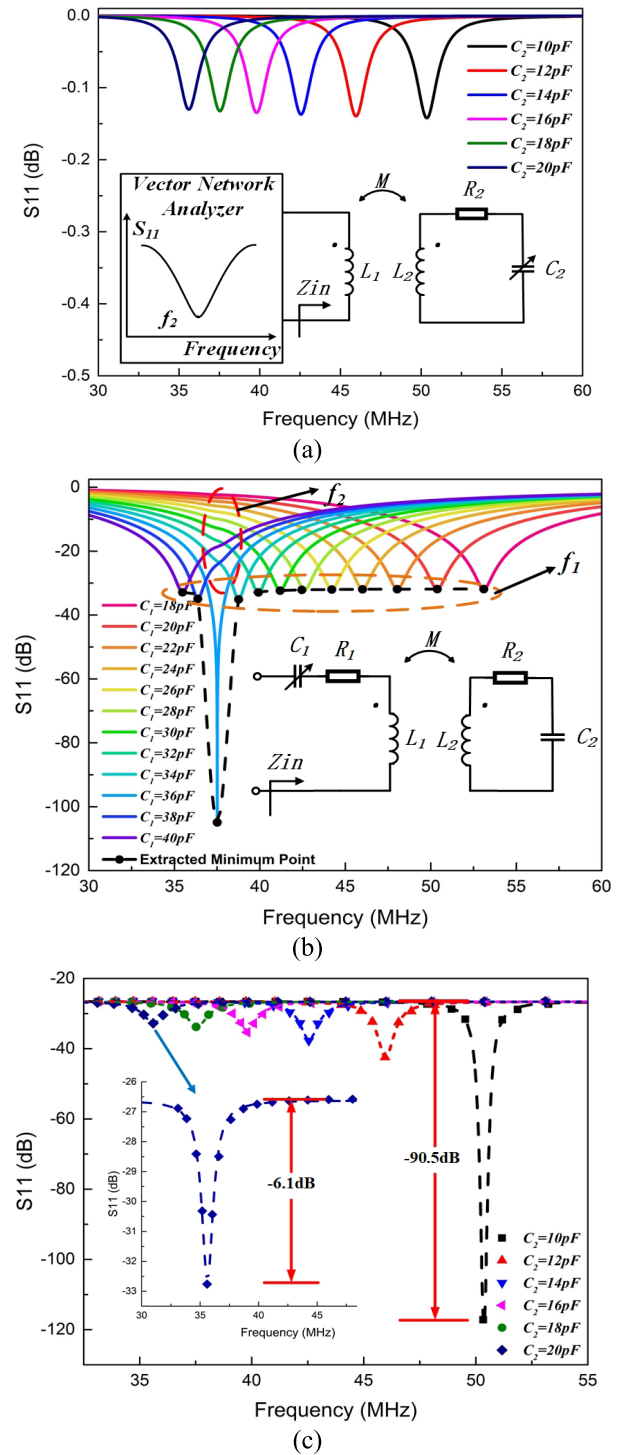 0.0
-0.1
-0.2
-0.3
-0.4
-0.5
S11 (dB)
C2=10pF
C2=12pF
C2=14pF
C2=16pF
C2=18pF
C2=20pF
Vector Network
Analyzer
S11
f2
Frequency
Zin
M
L1
L2
R2
C2
30 35 40 45 50 55 60
Frequency (MHz)
(a)
0
-20
-40
-60
-80
-100
-120
S11 (dB)
f2
f1
C1=18pF
C1=20pF
C1=22pF
C1=24pF
C1=26pF
C1=28pF
C1=30pF
C1=32pF
C1=34pF
C1=36pF
C1=38pF
C1=40pF
Extracted Minimum Point
C1
R1
M
R2
L1
L2
C2
Zin
30 35 40 45 50 55 60
Frequency (MHz)
(b)
-20
-40
-60
-80
-100
-120
S11 (dB)
-26
-27
-28
-29
-30
-31
-32
-33
S11 (dB)
-6.1dB
30 35 40 45
Frequency (MHz)
-90.5dB
C2=10pF
C2=12pF
C2=14pF
C2=16pF
C2=18pF
C2=20pF
35 40 45 50 55
Frequency (MHz)
(c)